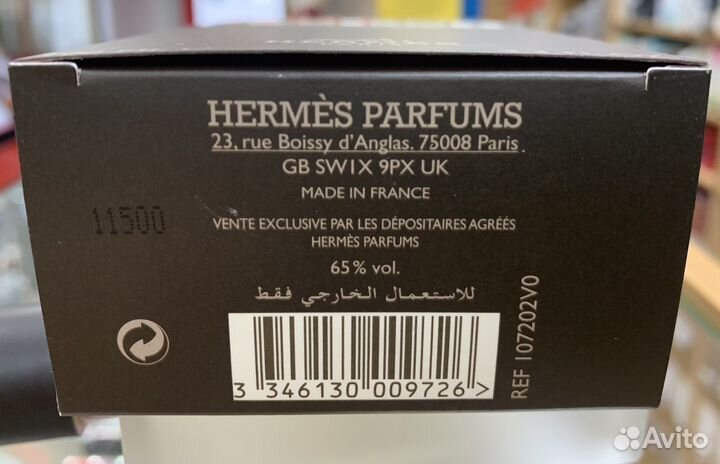 HERMÈS PARFUMS
23, rue Boissy d'Anglas. 75008 Paris
GB SW1X 9PX UK
MADE IN FRANCE
11500
VENTE EXCLUSIVE PAR LES DÉPOSITAIRES AGRÉÉS
HERMÈS PARFUMS
65% vol.
للاستعمال الخارجي فقط
3 346130 009726 >
REF 107202V0
Avito